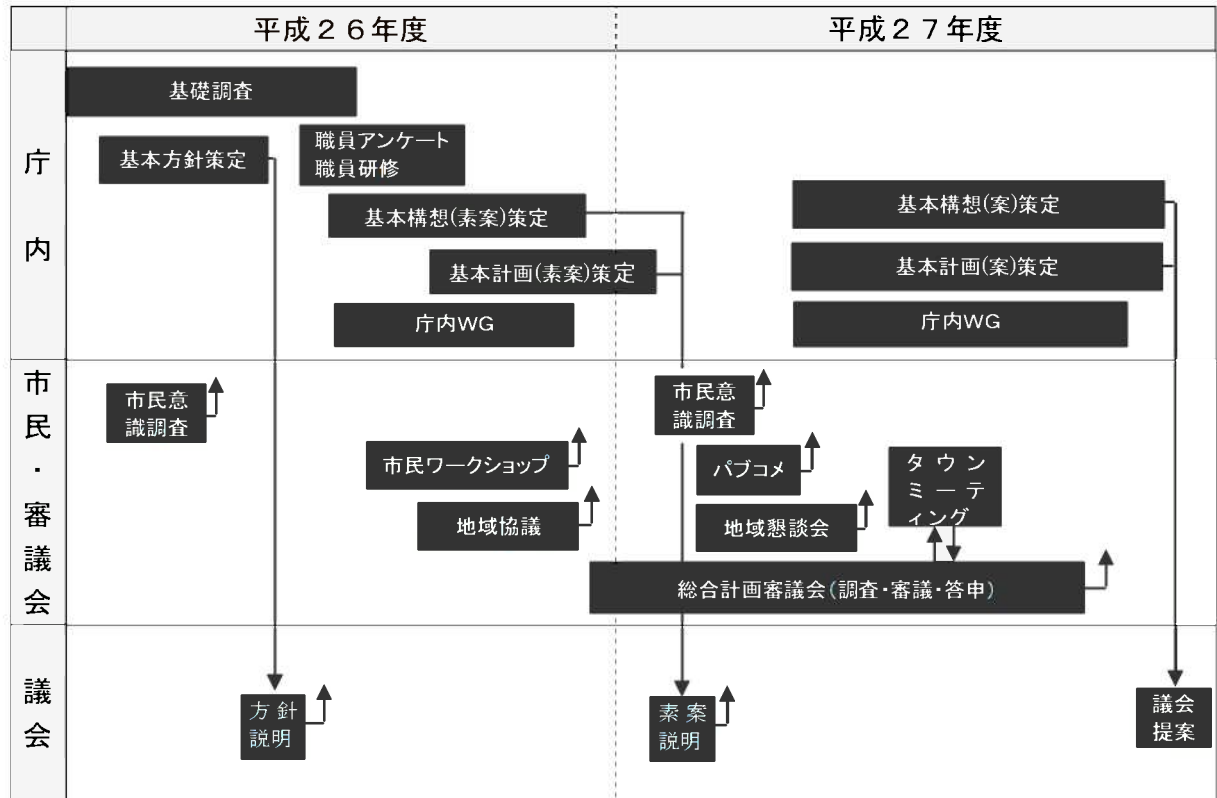 平成２６年度
平成２７年度
庁内
基礎調査
基本方針策定
職員アンケート
職員研修
基本構想(素案)策定
基本計画(素案)策定
庁内WG
基本構想(案)策定
基本計画(案)策定
庁内WG
市民・審議会
市民意
識調査
市民ワークショップ
地域協議
市民意
識調査
パブコメ
地域懇談会
タウン
ミーテ
ィング
総合計画審議会(調査・審議・答申)
議会
方針
説明
素案
説明
議会
提案